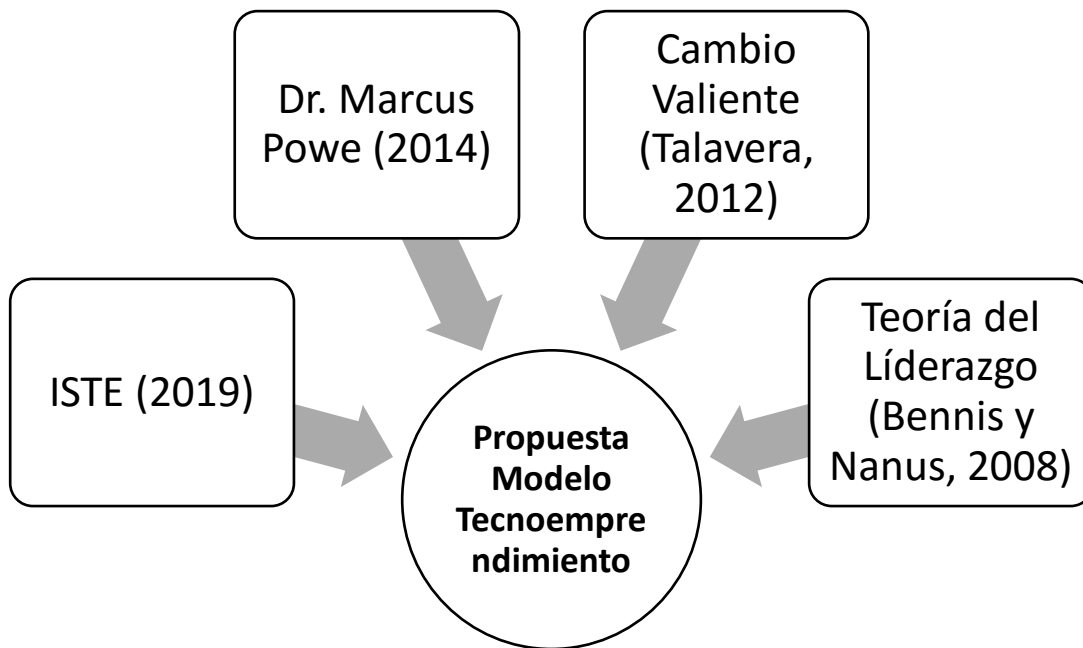 ISTE (2019)
Dr. Marcus
Powe (2014)
Cambio
Valiente
(Talavera,
2012)
Teoría del
Líderazgo
(Bennis y
Nanus, 2008)
Propuesta
Modelo
Tecnoempre
ndimiento